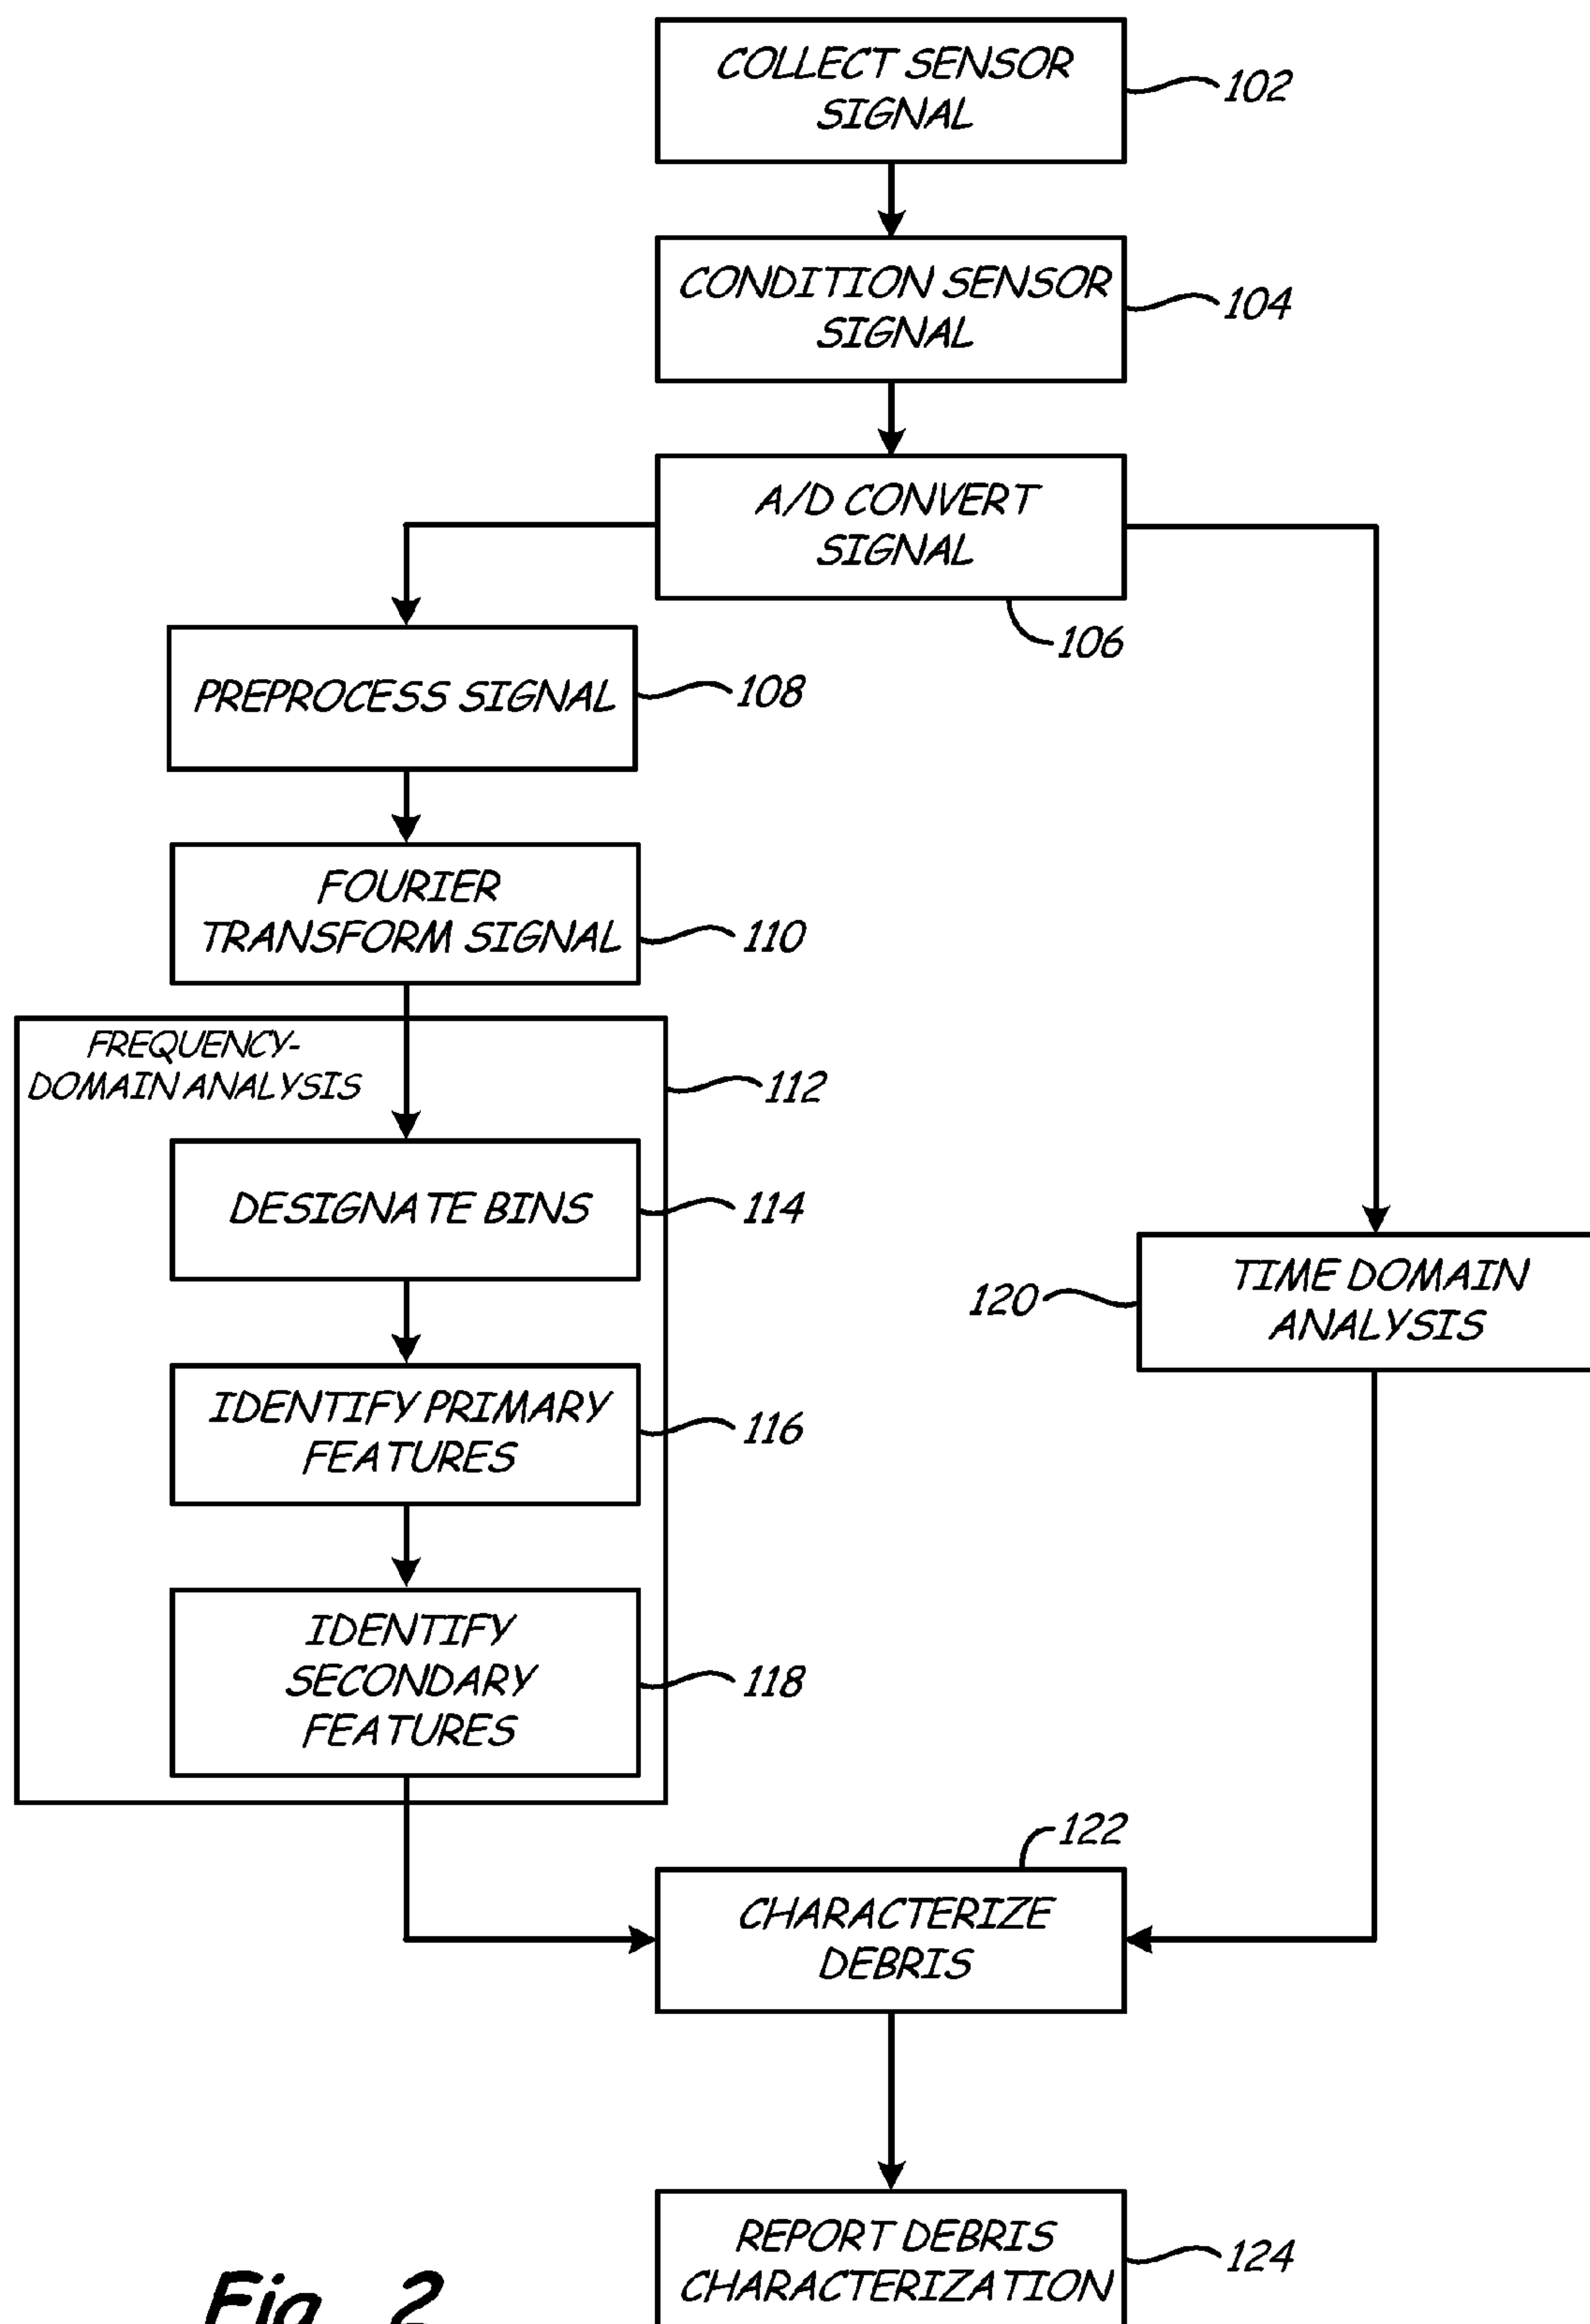 COLLECT SENSOR
SIGNAL
102
CONDITION SENSOR
SIGNAL
104
A/D CONVERT
SIGNAL
106
PREPROCESS SIGNAL
108
FOURIER
TRANSFORM SIGNAL
110
FREQUENCY-
DOMAIN ANALYSIS
112
DESIGNATE BINS
114
TIME DOMAIN
ANALYSIS
120
IDENTIFY PRIMARY
FEATURES
116
IDENTIFY
SECONDARY
FEATURES
118
122
CHARACTERIZE
DEBRIS
REPORT DEBRIS
CHARACTERIZATION
124
Fig. 2